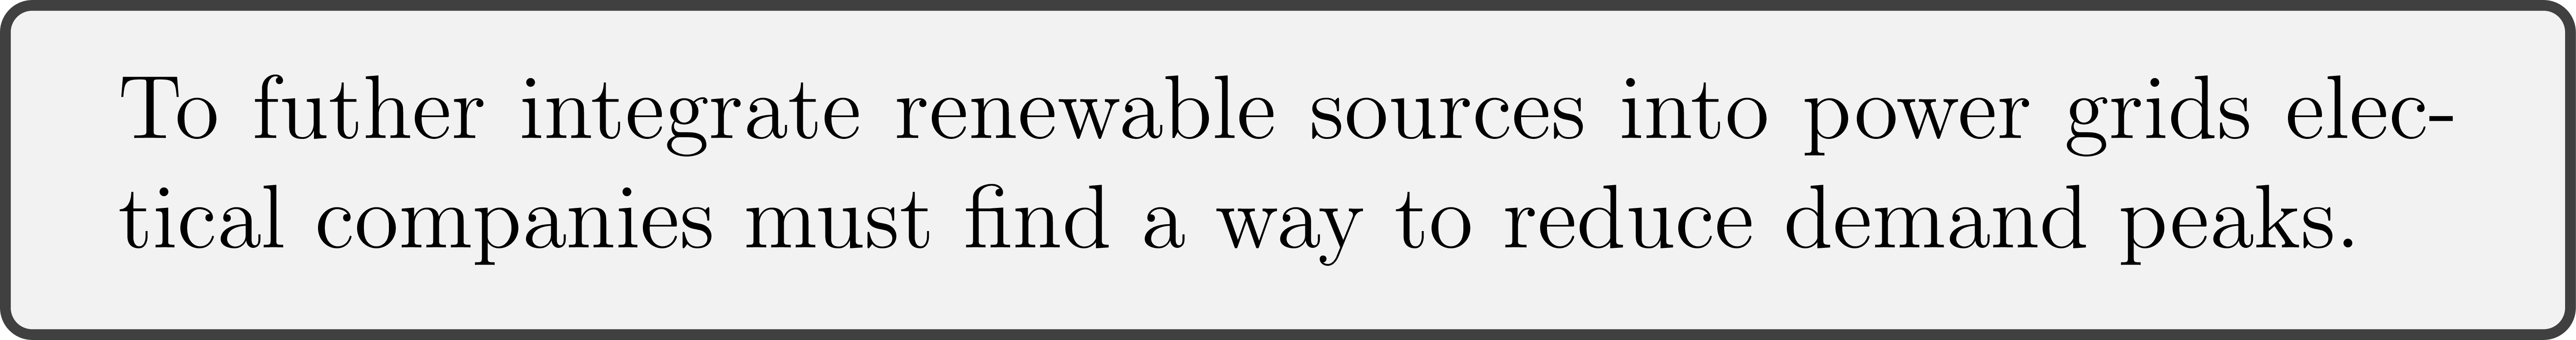 To futher integrate renewable sources into power grids elec-
tical companies must find a way to reduce demand peaks.